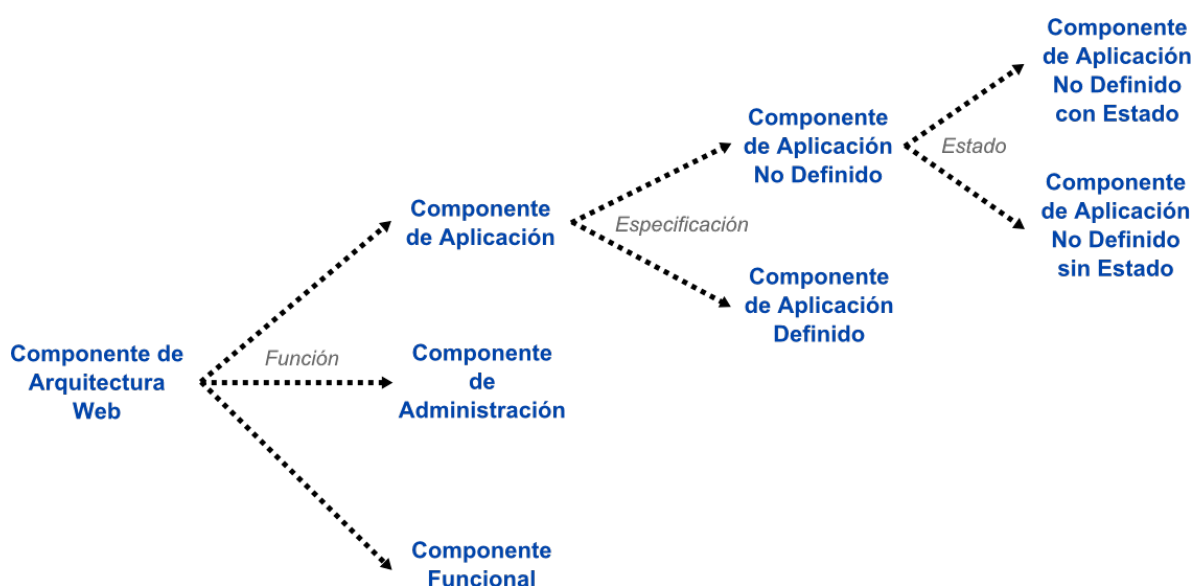 Componente
de Aplicación
No Definido
con Estado
Componente
de Aplicación
No Definido
Estado
Componente
de Aplicación
No Definido
sin Estado
Componente
de Aplicación
Especificación
Componente
de Aplicación
Definido
Componente de
Arquitectura
Web
Función
Componente
de
Administración
Componente
Funcional